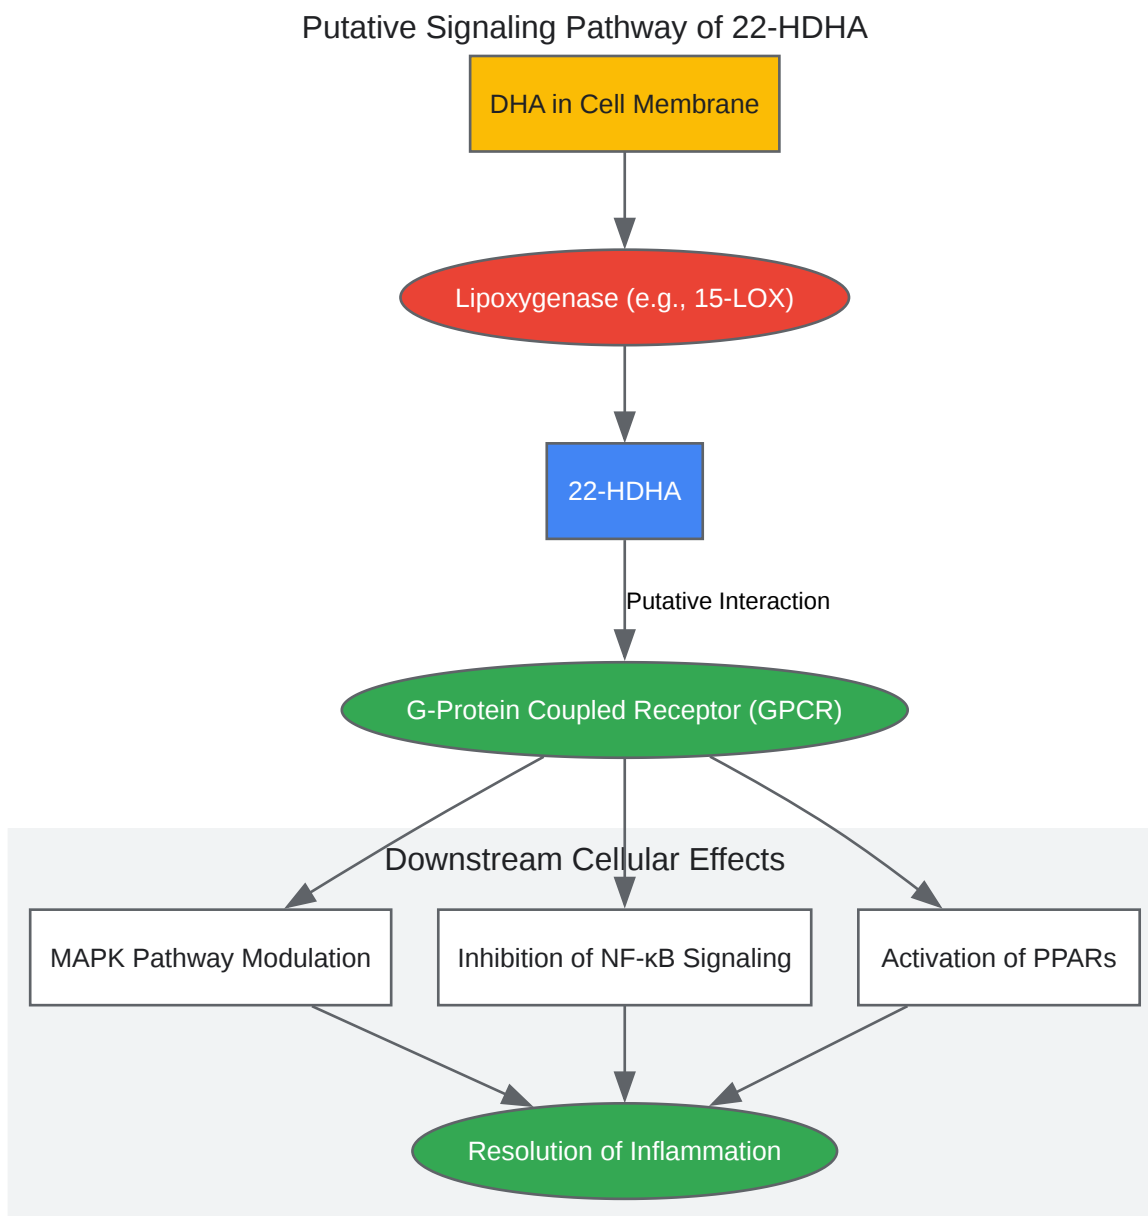 Putative Signaling Pathway of 22-HDHA
DHA in Cell Membrane
Lipoxygenase (e.g., 15-LOX)
22-HDHA
Putative Interaction
G-Protein Coupled Receptor (GPCR)
Downstream Cellular Effects
MAPK Pathway Modulation
Inhibition of NF-κB Signaling
Activation of PPARs
Resolution of Inflammation